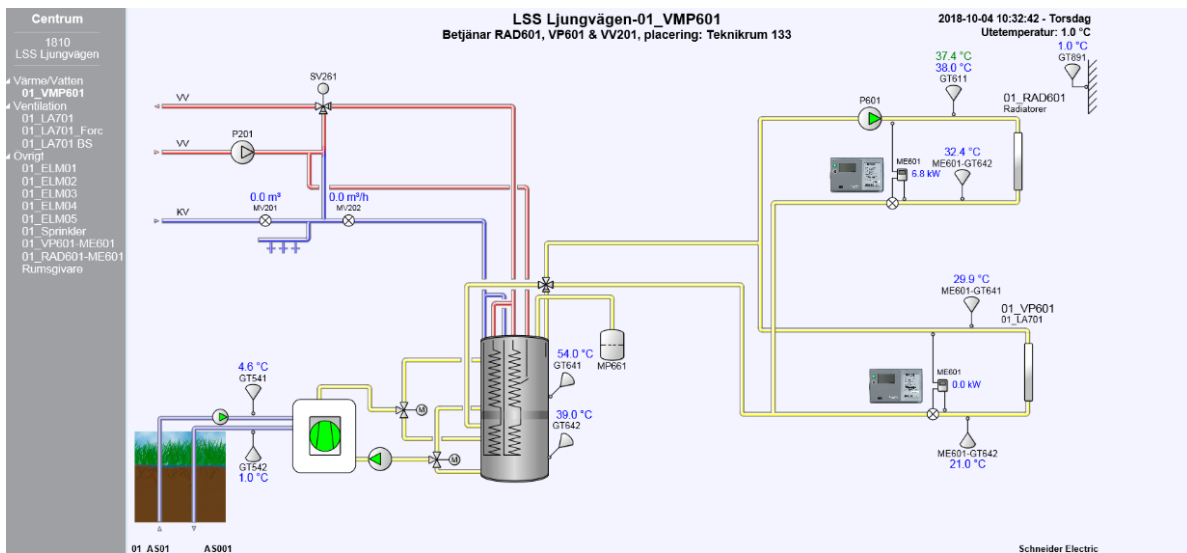 Centrum
1810
LSS Ljungvägen
Värme/Vatten
01_VMP601
Ventilation
01_LA701
01_LA701_Forc
01_LA701 BS
Övrigt
01_ELM01
01_ELM02
01_ELM03
01_ELM04
01_ELM05
01_Sprinkler
01_VP601-ME601
01_RAD601-ME601
Rumsgivare
LSS Ljungvägen-01_VMP601
Betjänar RAD601, VP601 & VV201, placering: Teknikrum 133
2018-10-04 10:32:42 - Torsdag
Utetemperatur: 1.0 °C
1.0 °C
GT891
SV261
VV
P201
VV
0.0 m³
MV201
0.0 m³/h
MV202
KV
37.4 °C
38.0 °C
GT611
P601
01_RAD601
Radiatorer
ME601
6.8 kW
32.4 °C
ME601-GT642
29.9 °C
ME601-GT641
01_VP601
01_LA701
ME601
0.0 kW
ME601-GT642
21.0 °C
MP661
54.0 °C
GT641
39.0 °C
GT642
4.6 °C
GT541
GT542
1.0 °C
M
M
01_AS01
AS001
Schneider Electric